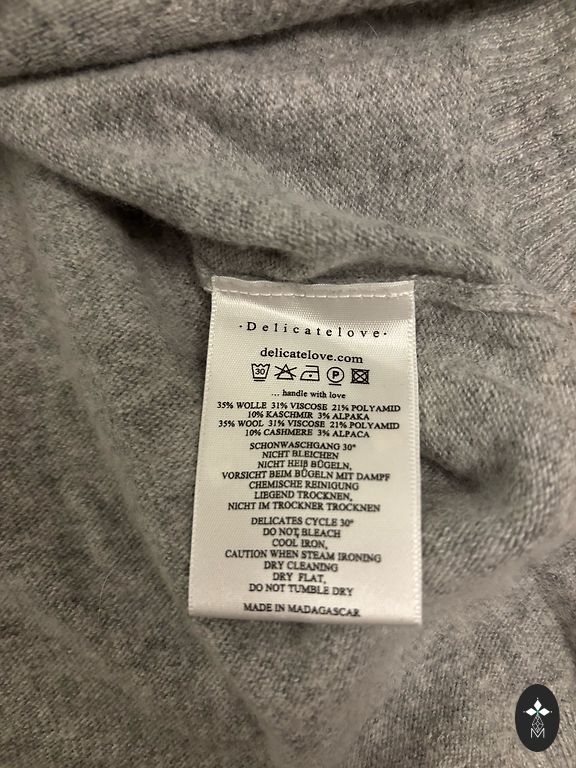 ·Delicatelove·
delicatelove.com
30 P
... handle with love
35% WOLLE 31% VISCOSE 21% POLYAMID
10% KASCHMIR 3% ALPAKA
35% WOOL 31% VISCOSE 21% POLYAMID
10% CASHMERE 3% ALPACA
SCHONWASCHGANG 30°
NICHT BLEICHEN
NICHT HEIß BÜGELN,
VORSICHT BEIM BÜGELN MIT DAMPF
CHEMISCHE REINIGUNG
LIEGEND TROCKNEN,
NICHT IM TROCKNER TROCKNEN
DELICATES CYCLE 30°
DO NOT BLEACH
COOL IRON,
CAUTION WHEN STEAM IRONING
DRY CLEANING
DRY FLAT,
DO NOT TUMBLE DRY
MADE IN MADAGASCAR
M